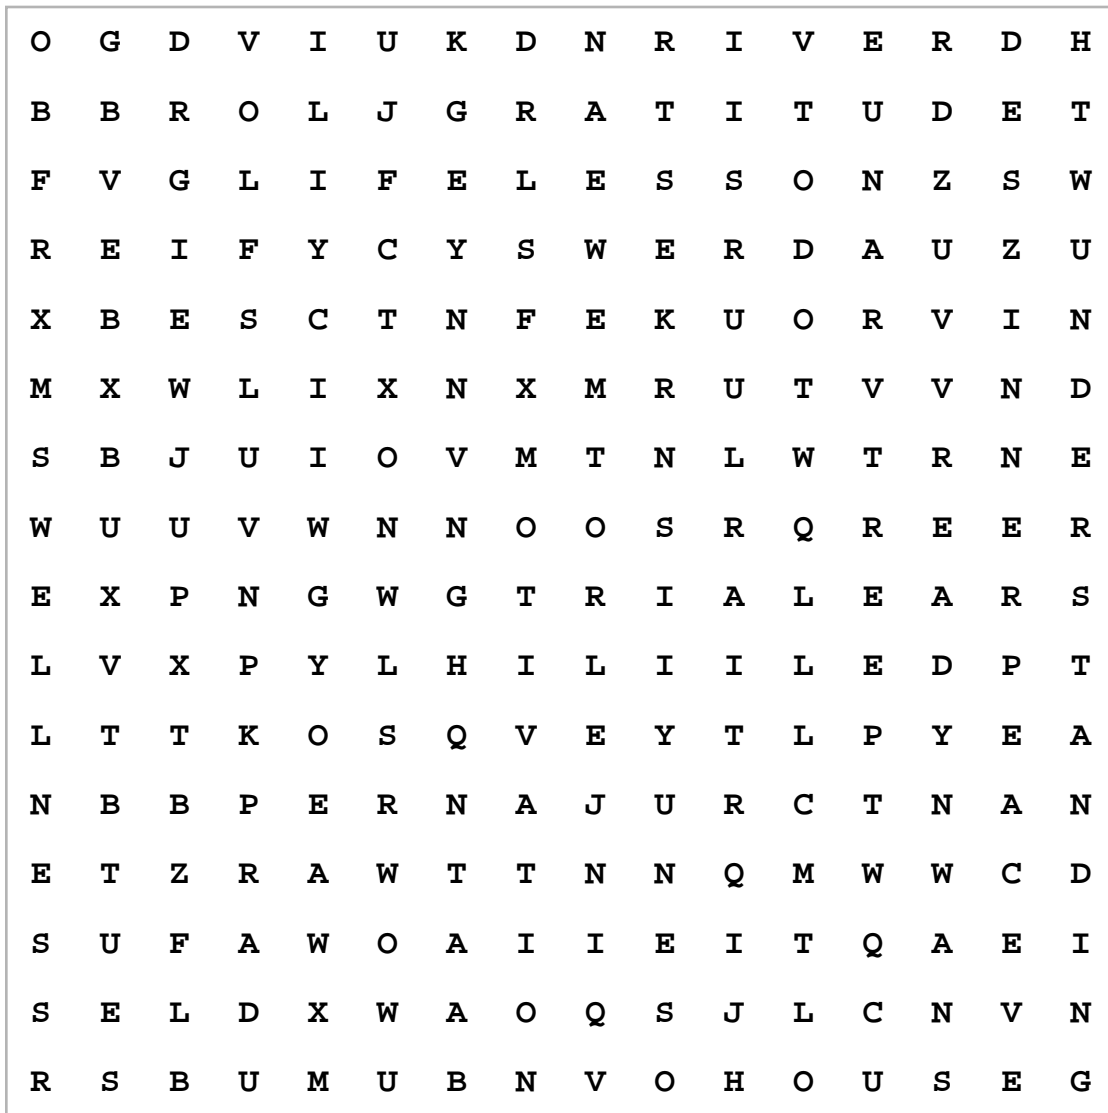 O G D V I U K D N R I V E R D H
B B R O L J G R A T I T U D E T
F V G L I F E L E S S O N Z S W
R E I F Y C Y S W E R D A U Z U
X B E S C T N F E K U O R V I N
M X W L I X N X M R U T V V N D
S B J U I O V M T N L W T R N E
W U U V W N N O O S R Q R E E R
E X P N G W G T R I A L E A R S
L V X P Y L H I L I I L E D P T
L T T K O S Q V E Y T L P Y E A
N B B P E R N A J U R C T N A N
E T Z R A W T T N N Q M W W C D
S U F A W O A I I E I T Q A E I
S E L D X W A O Q S J L C N V N
R S B U M U B N V O H O U S E G